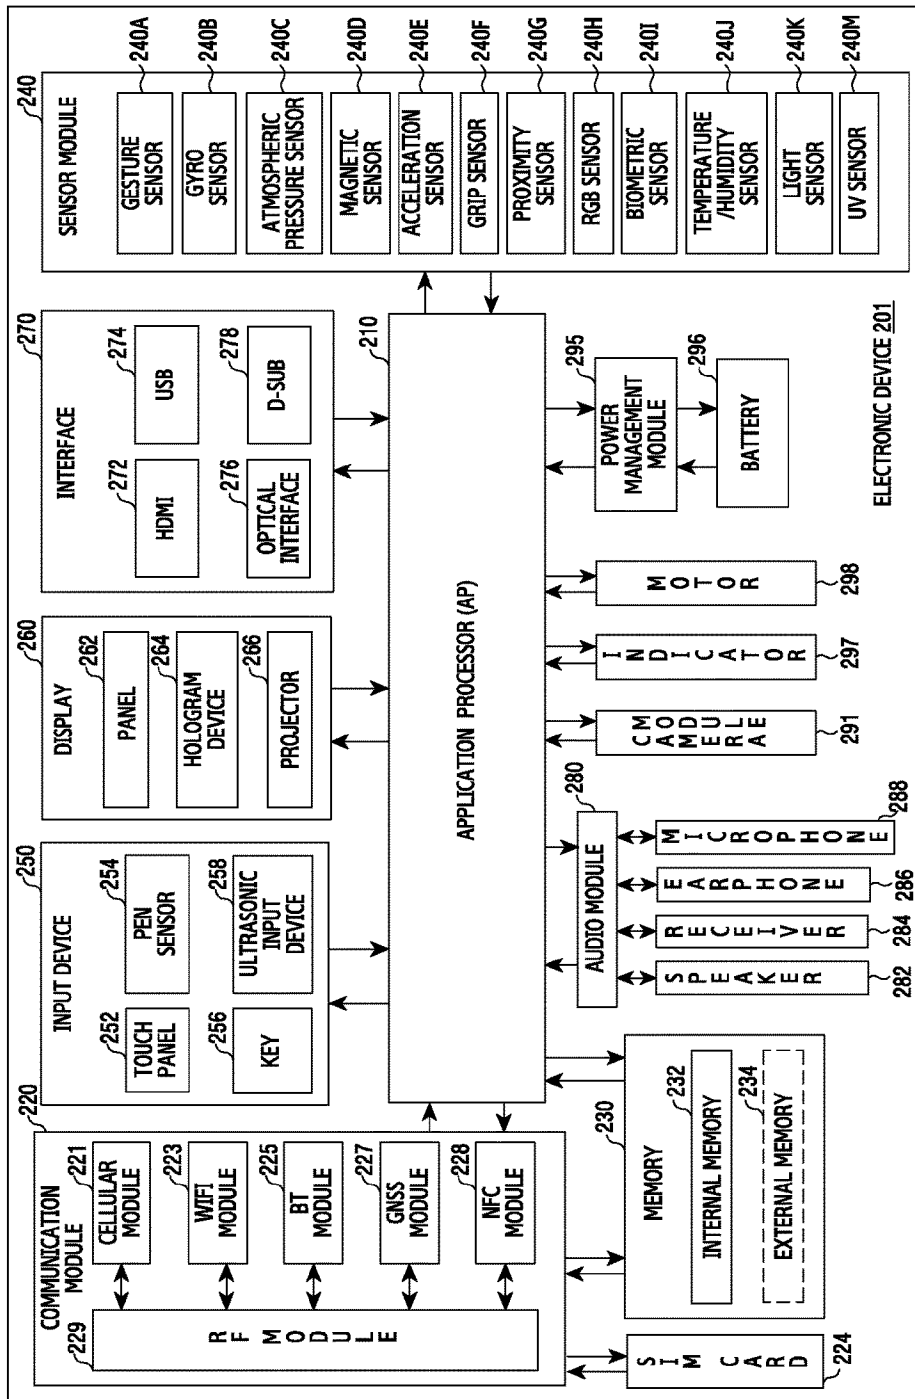 COMMUNICATION
MODULE
220
229
RF MODULE
221
CELLULAR
MODULE
223
WIFI
MODULE
225
BT
MODULE
227
GNSS
MODULE
228
NFC
MODULE
SIM CARD
224
INPUT DEVICE
250
252
TOUCH
PANEL
254
PEN
SENSOR
256
KEY
258
ULTRASONIC
INPUT
DEVICE
DISPLAY
260
262
PANEL
264
HOLOGRAM
DEVICE
266
PROJECTOR
INTERFACE
270
272
HDMI
274
USB
276
OPTICAL
INTERFACE
278
D-SUB
SENSOR MODULE
240
GESTURE
SENSOR
240A
GYRO
SENSOR
240B
ATMOSPHERIC
PRESSURE SENSOR
240C
MAGNETIC
SENSOR
240D
ACCELERATION
SENSOR
240E
GRIP SENSOR
240F
PROXIMITY
SENSOR
240G
RGB SENSOR
240H
BIOMETRIC
SENSOR
240I
TEMPERATURE
/HUMIDITY
SENSOR
240J
LIGHT
SENSOR
240K
UV SENSOR
240M
APPLICATION PROCESSOR (AP)
210
MEMORY
230
232
INTERNAL MEMORY
234
EXTERNAL MEMORY
AUDIO MODULE
280
SPEAKER
282
RECEIVER
284
EARPHONE
286
MICROPHONE
288
CAMERA
MODULE
291
INDICATOR
297
MOTOR
298
POWER
MANAGEMENT
MODULE
295
BATTERY
296
ELECTRONIC DEVICE 201